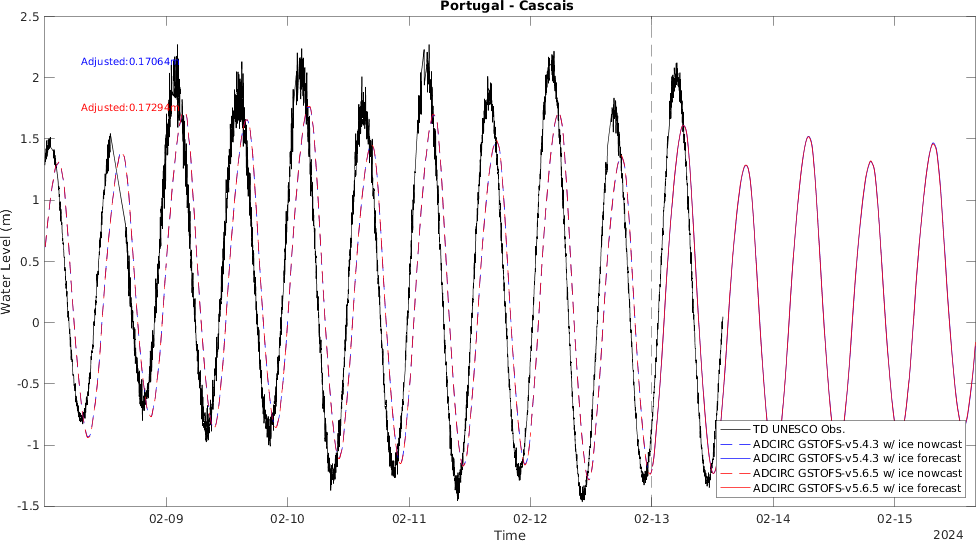 Portugal - Cascais
2.5
2
1.5
1
0.5
0
-0.5
-1
-1.5
Water Level (m)
Adjusted:0.17064m
Adjusted:0.17294m
TD UNESCO Obs.
ADCIRC GSTOFS-v5.4.3 w/ ice nowcast
ADCIRC GSTOFS-v5.4.3 w/ ice forecast
ADCIRC GSTOFS-v5.6.5 w/ ice nowcast
ADCIRC GSTOFS-v5.6.5 w/ ice forecast
02-09 02-10 02-11 02-12 02-13 02-14 02-15
Time
2024